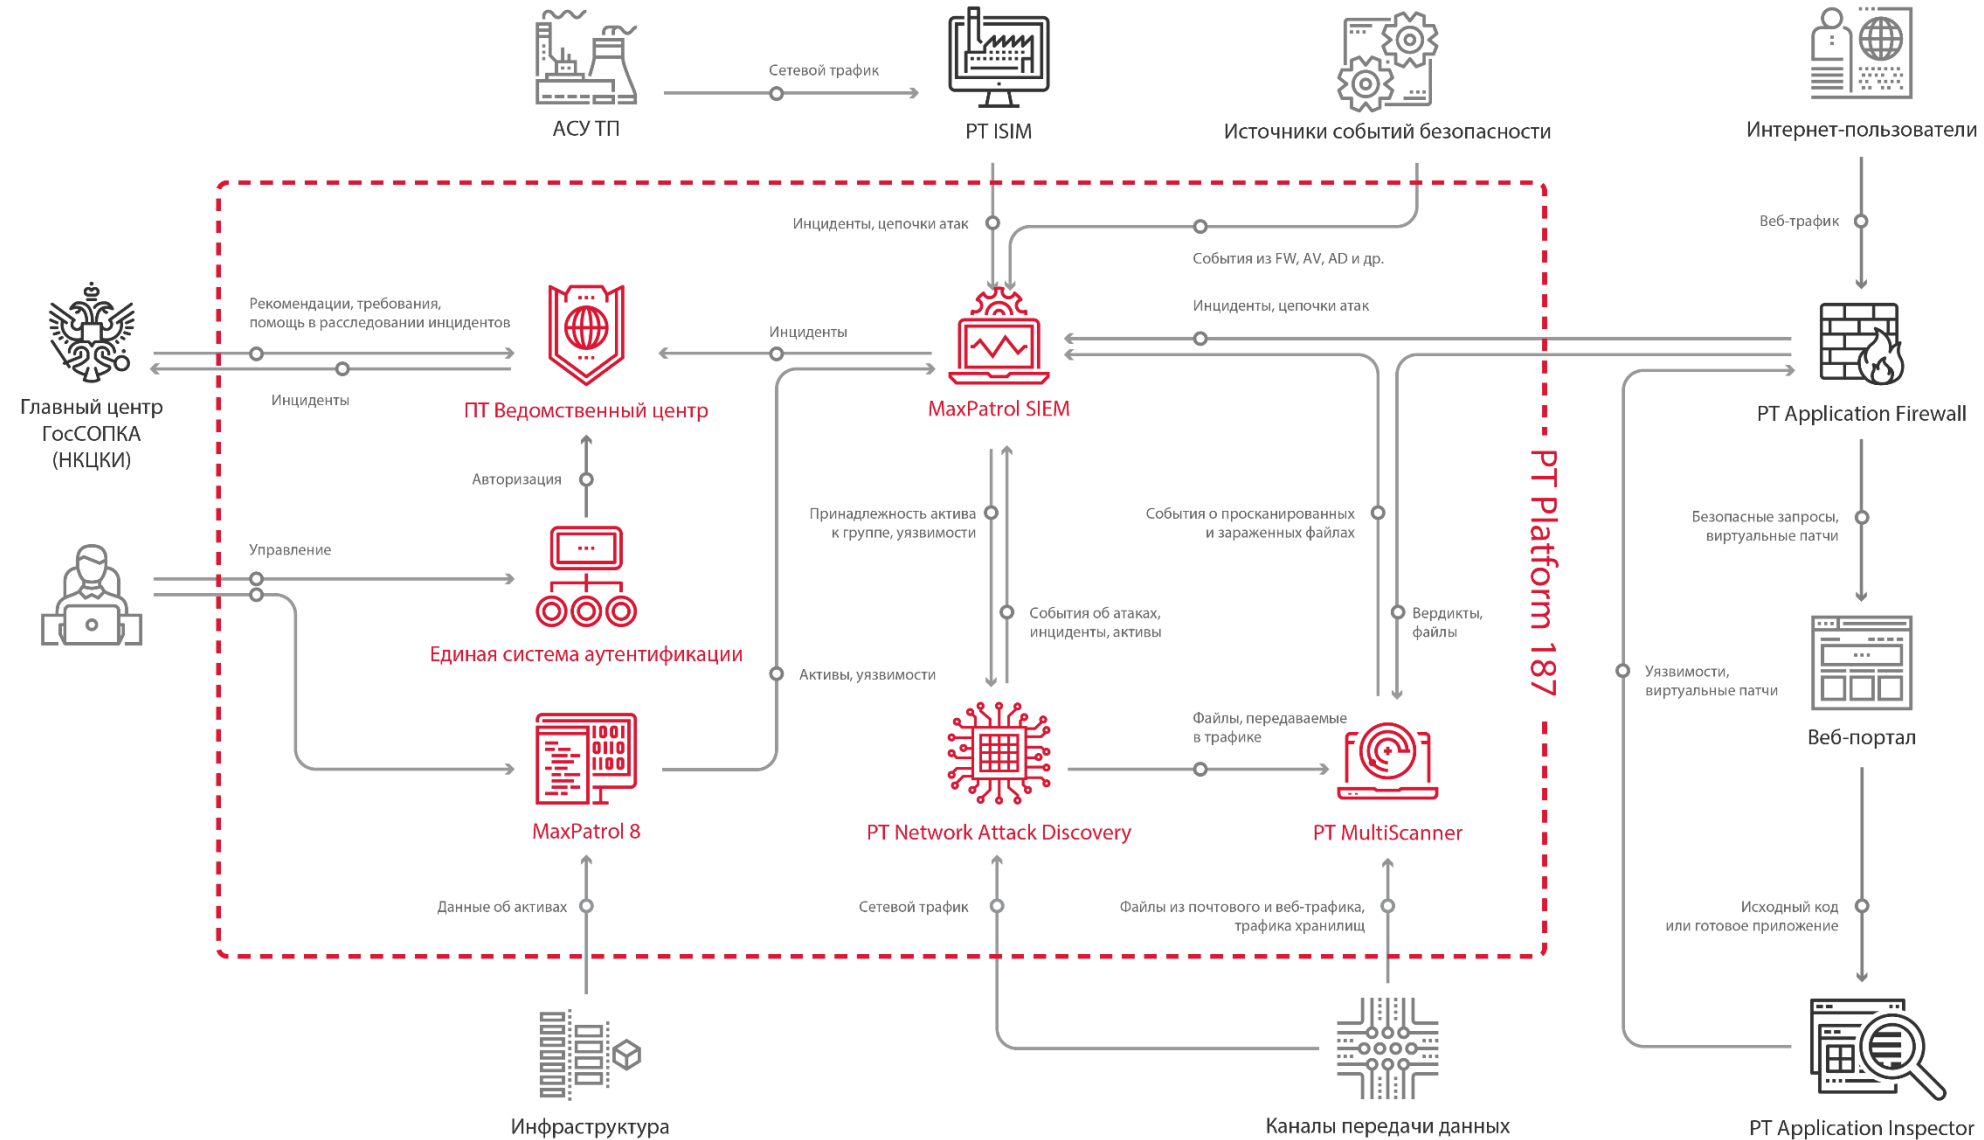 Сетевой трафик
АСУ ТП
PT ISIM
Источники событий безопасности
Интернет-пользователи
Инциденты, цепочки атак
Веб-трафик
События из FW, AV, AD и др.
Рекомендации, требования,
помощь в расследовании инцидентов
Инциденты
Инциденты, цепочки атак
Инциденты
Главный центр
ГосСОПКА
(НКЦКИ)
ПТ Ведомственный центр
MaxPatrol SIEM
PT Application Firewall
Авторизация
Принадлежность актива
к группе, уязвимости
События о просканированных
и зараженных файлах
PT Platform 187
Безопасные запросы,
виртуальные патчи
Управление
События об атаках,
инциденты, активы
Вердикты,
файлы
Единая система аутентификации
Активы, уязвимости
Уязвимости,
виртуальные патчи
Файлы, передаваемые
в трафике
Веб-портал
1001
0110
0100
MaxPatrol 8
PT Network Attack Discovery
PT MultiScanner
Данные об активах
Сетевой трафик
Файлы из почтового и веб-трафика,
трафика хранилищ
Исходный код
или готовое приложение
Инфраструктура
Каналы передачи данных
PT Application Inspector